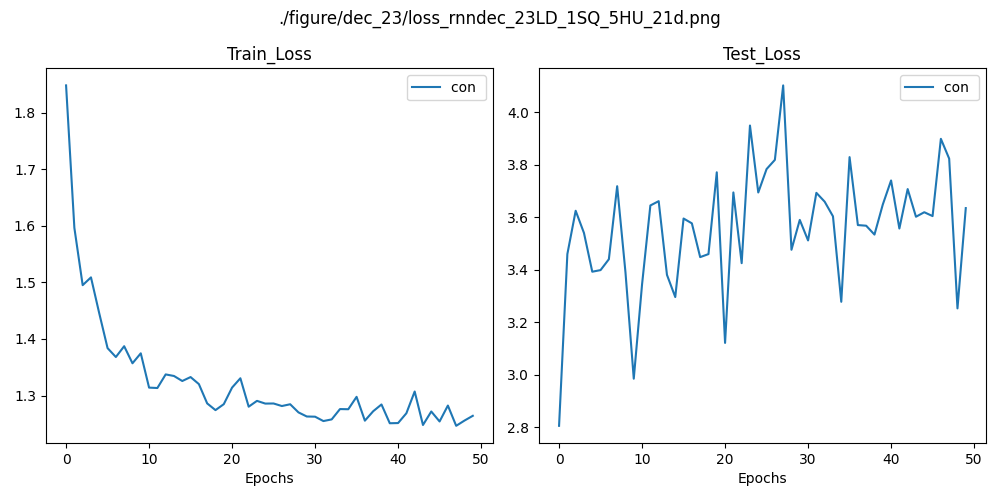 ./figure/dec_23/loss_rnndec_23LD_1SQ_5HU_21d.png
Train_Loss
Test_Loss
con
con
1.8
1.7
1.6
1.5
1.4
1.3
0 10 20 30 40 50
Epochs
4.0
3.8
3.6
3.4
3.2
3.0
2.8
0 10 20 30 40 50
Epochs